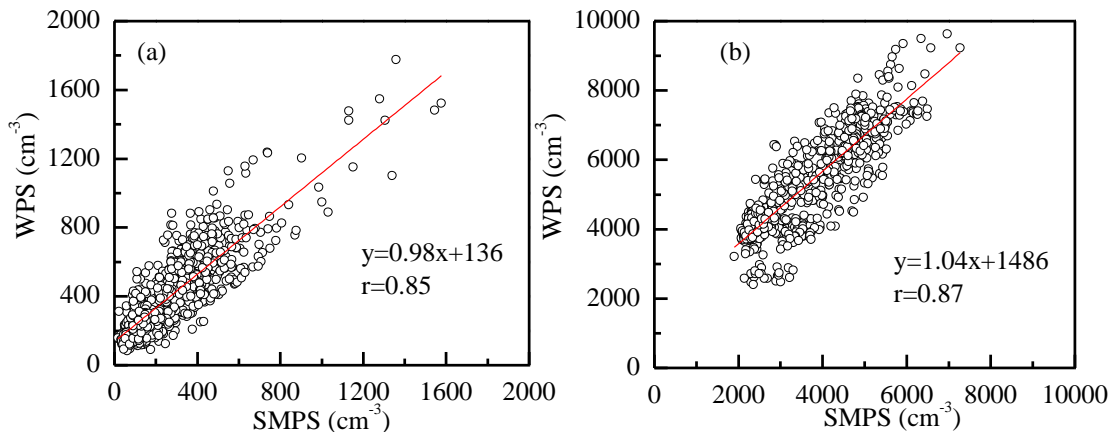 (a)
WPS (cm⁻³)
2000
1600
1200
800
400
0
y=0.98x+136
r=0.85
0 400 800 1200 1600 2000
SMPS (cm⁻³)
(b)
WPS (cm⁻³)
10000
8000
6000
4000
2000
0
y=1.04x+1486
r=0.87
0 2000 4000 6000 8000 10000
SMPS (cm⁻³)